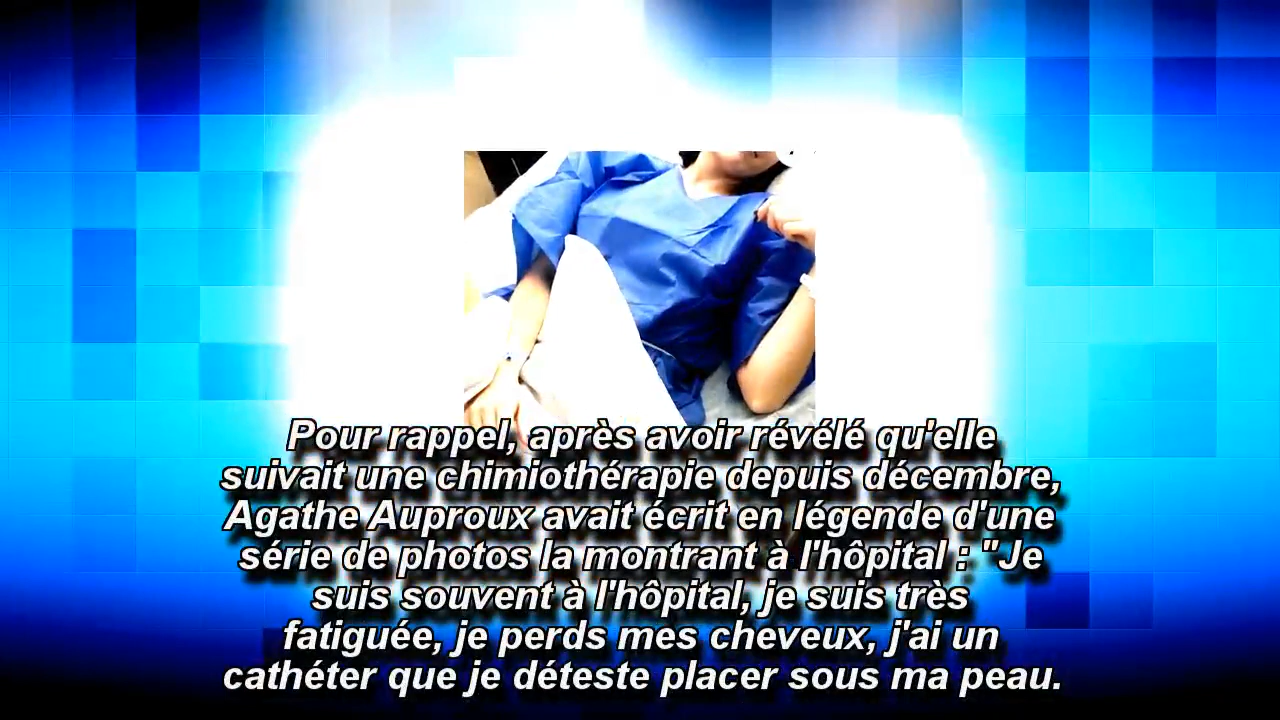 Pour rappel, après avoir révélé qu'elle
suivait une chimiothérapie depuis décembre,
Agathe Auproux avait écrit en légende d'une
série de photos la montrant à l'hôpital : "Je
suis souvent à l'hôpital, je suis très
fatiguée, je perds mes cheveux, j'ai un
cathéter que je déteste placer sous ma peau.